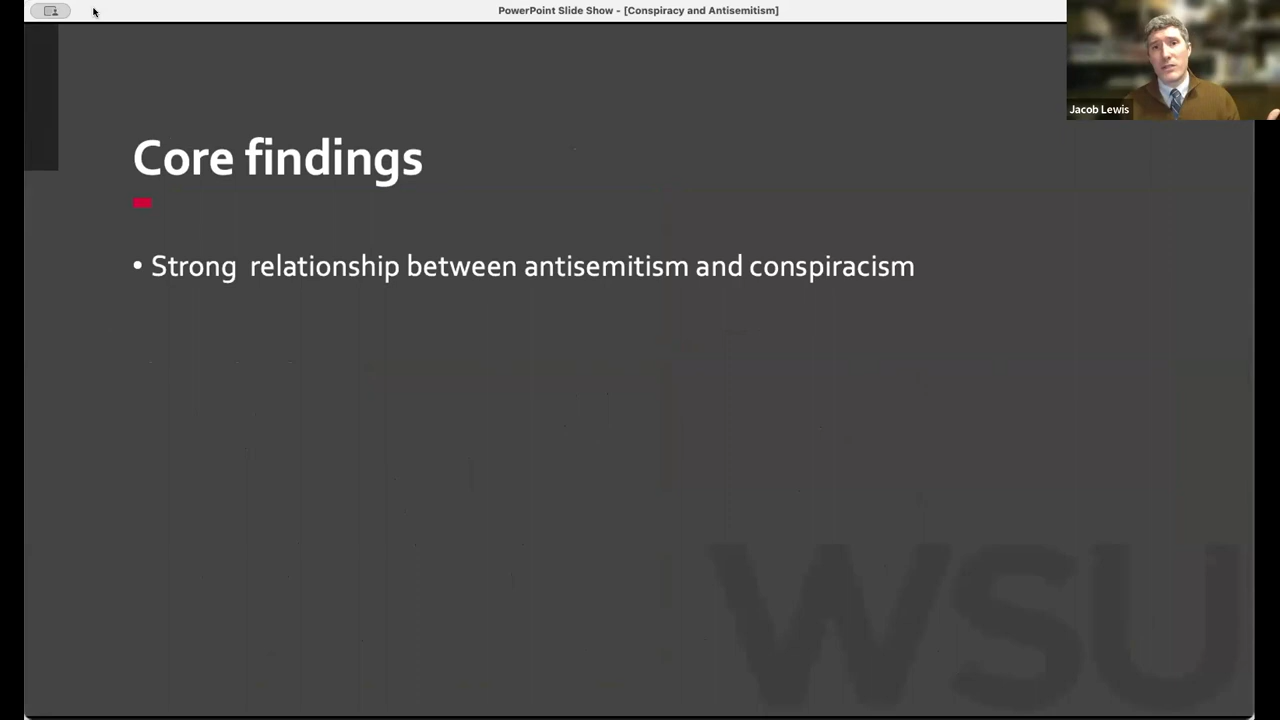 PowerPoint Slide Show - [Conspiracy and Antisemitism]
Jacob Lewis
Core findings
• Strong  relationship between antisemitism and conspiracism
WSU